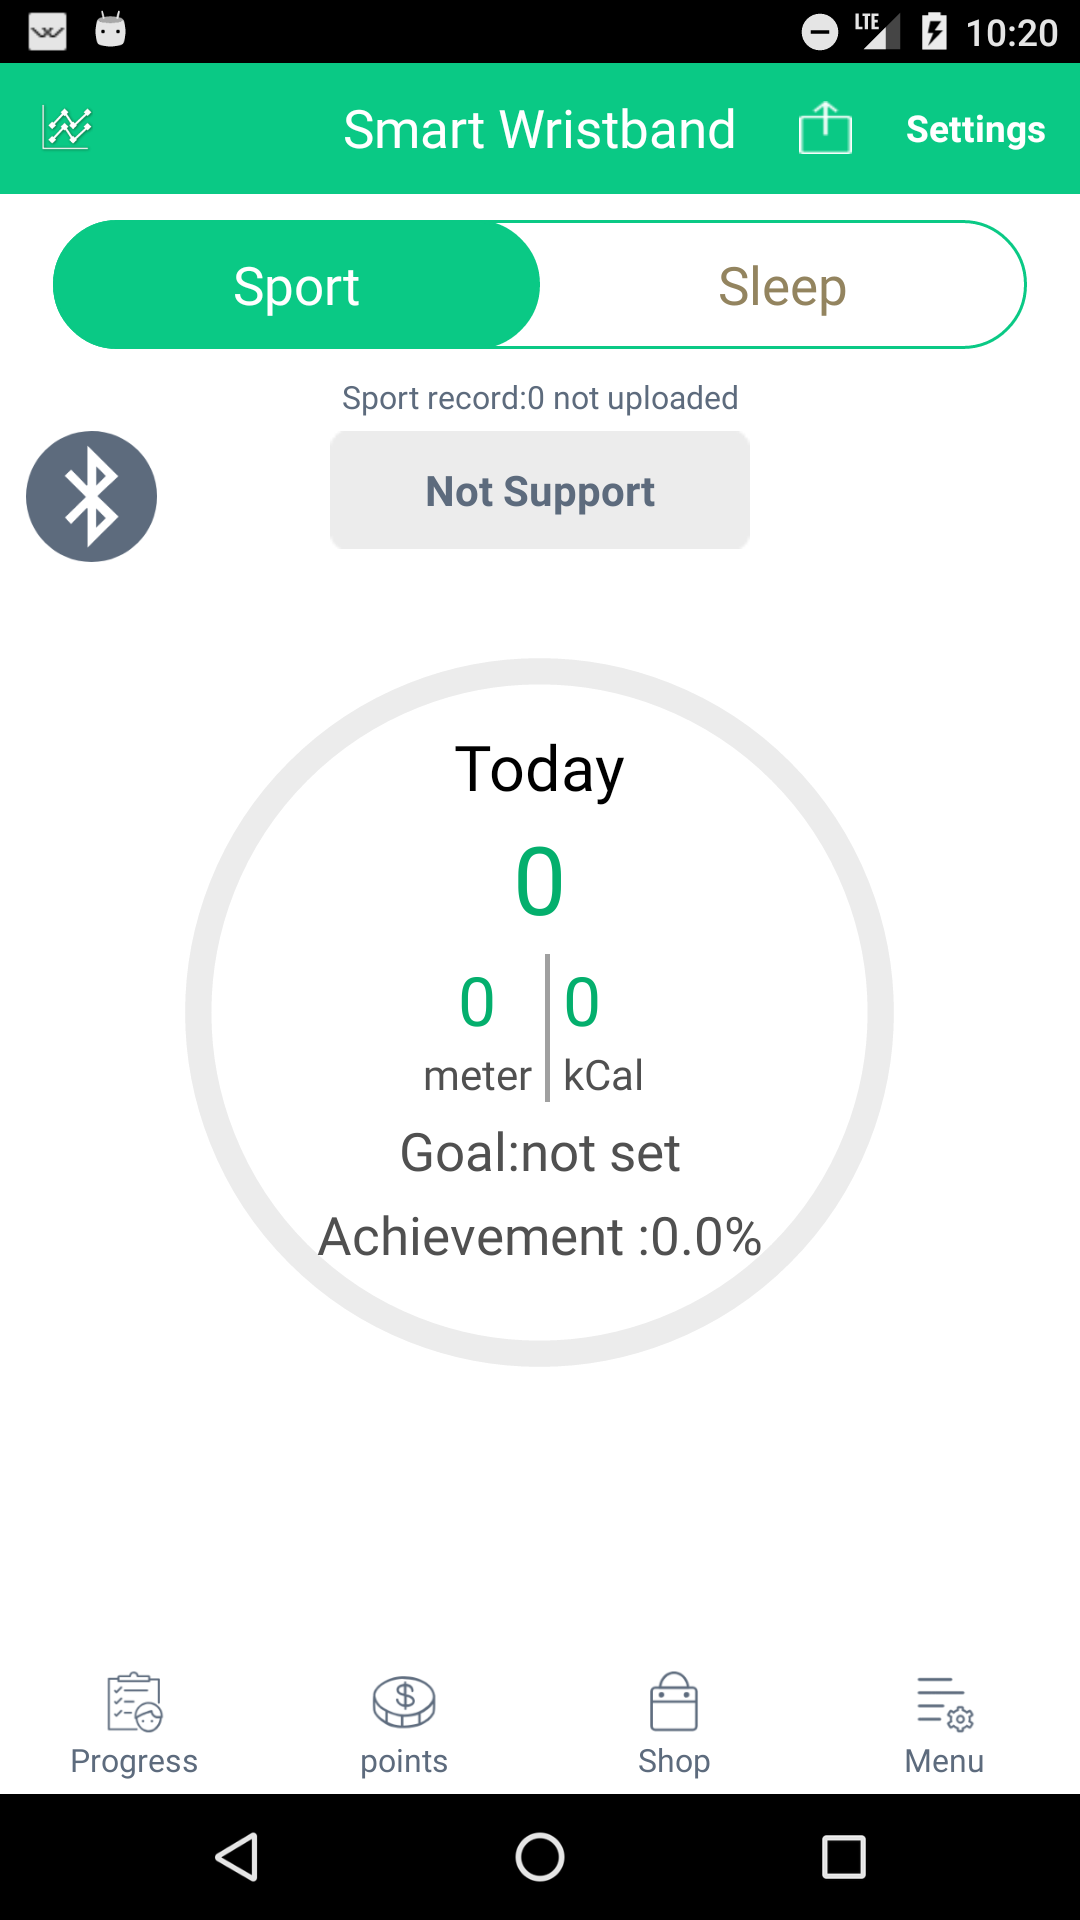 LTE 10:20
Smart Wristband
Settings
Sport
Sleep
Sport record:0 not uploaded
Not Support
Today
0
0 0
meter kCal
Goal:not set
Achievement :0.0%
$
Progress points Shop Menu